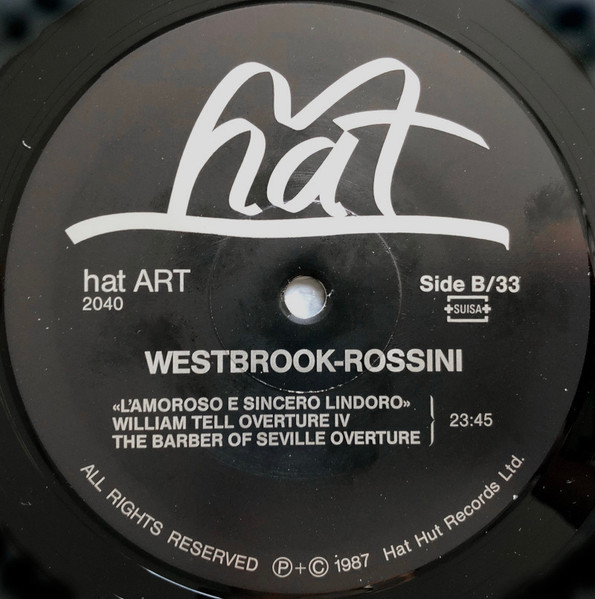 hat
hat ART
2040
Side B/33
+SUISA+
WESTBROOK-ROSSINI
«L'AMOROSO E SINCERO LINDORO»
WILLIAM TELL OVERTURE IV
THE BARBER OF SEVILLE OVERTURE
23:45
ALL RIGHTS RESERVED Ⓟ+© 1987 Hat Hut Records Ltd.